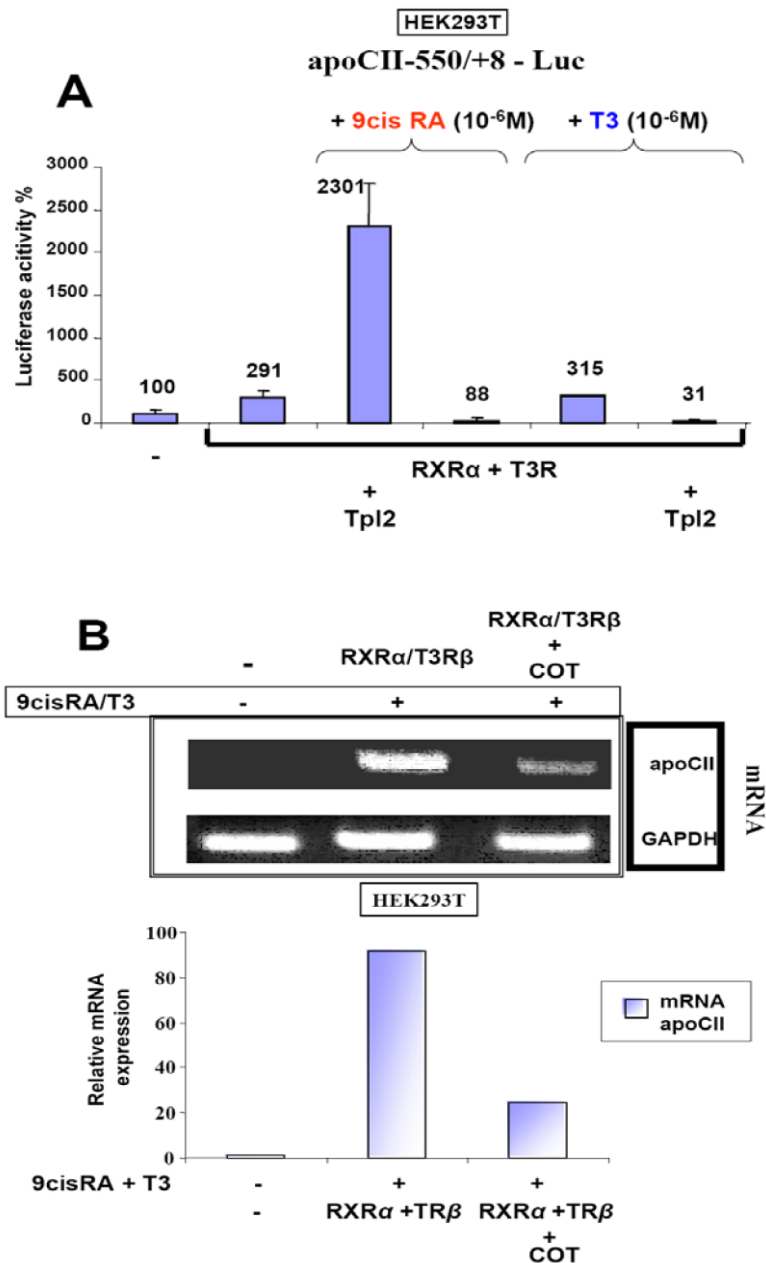 HEK293T
apoCII-550/+8 - Luc
A
+ 9cis RA (10-6M) + T3 (10-6M)
Luciferase acitivity %
3000
2500
2000
1500
1000
500
0
100
291
2301
88
315
31
-
RXRα + T3R
+ +
Tpl2 Tpl2
B
- RXRα/T3Rβ RXRα/T3Rβ
+
COT
9cisRA/T3 - + +
apoCII
GAPDH
mRNA
HEK293T
Relative mRNA
expression
100
80
60
40
20
0
mRNA
apoCII
9cisRA + T3 - + +
- RXRα +TRβ RXRα +TRβ
+
COT